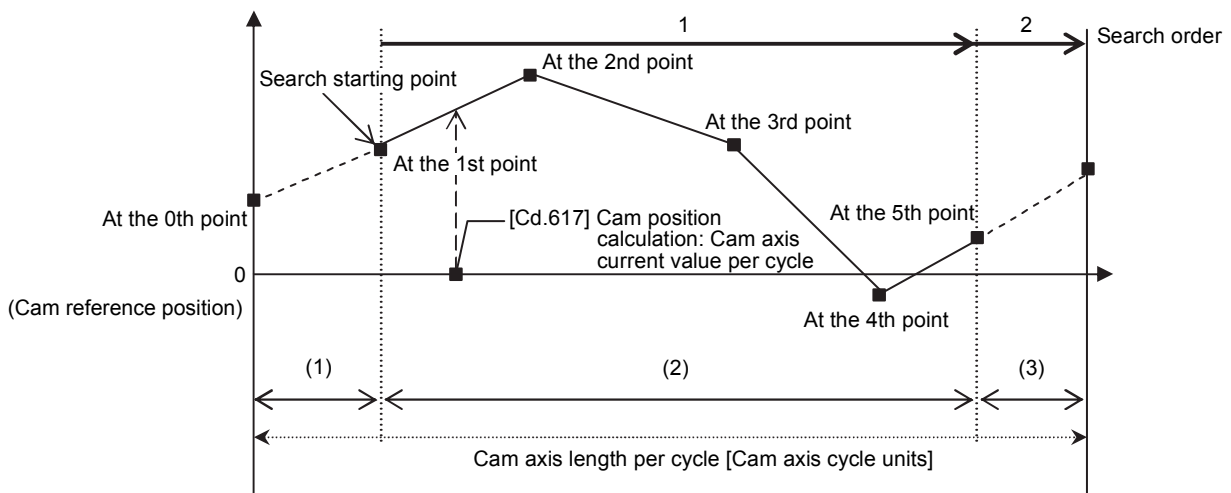 1
2
Search order
At the 2nd point
Search starting point
At the 3rd point
At the 1st point
At the 0th point
At the 5th point
[Cd.617] Cam position
calculation: Cam axis
current value per cycle
0
(Cam reference position)
At the 4th point
(1)
(2)
(3)
Cam axis length per cycle [Cam axis cycle units]